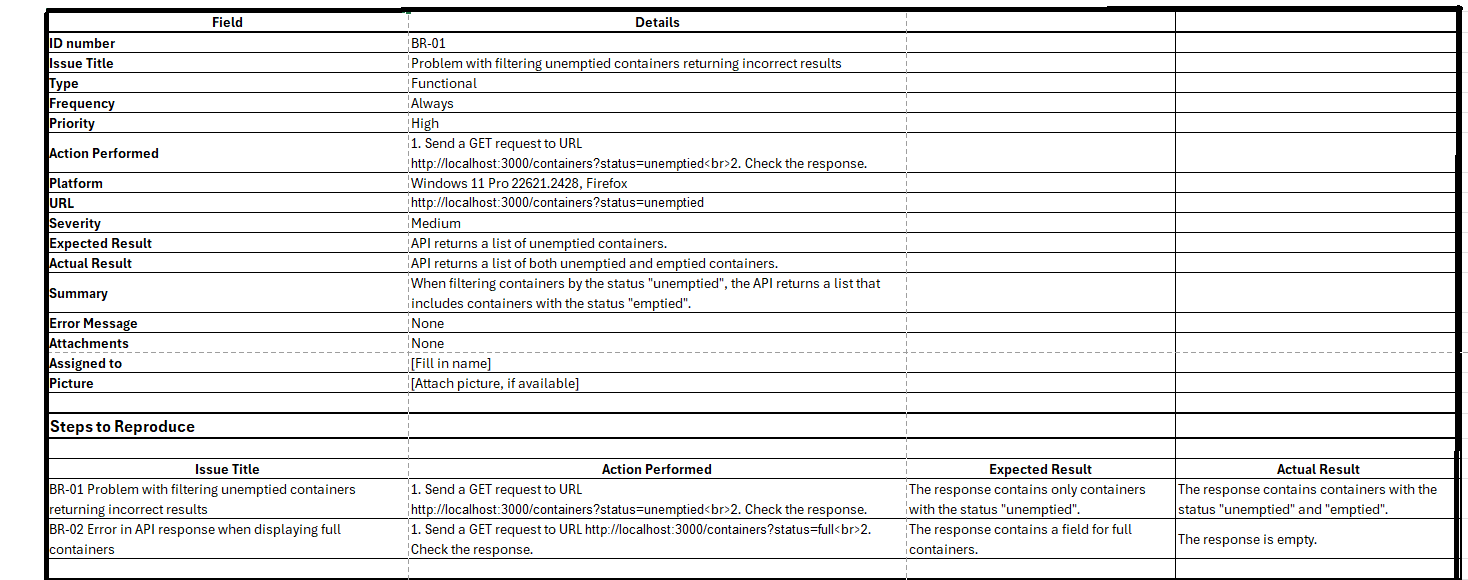 Field Details
ID number BR-01
Issue Title Problem with filtering unemptied containers returning incorrect results
Type Functional
Frequency Always
Priority High
Action Performed 1. Send a GET request to URL
http://localhost:3000/containers?status=unemptied<br>2. Check the response.
Platform Windows 11 Pro 22621.2428, Firefox
URL http://localhost:3000/containers?status=unemptied
Severity Medium
Expected Result API returns a list of unemptied containers.
Actual Result API returns a list of both unemptied and emptied containers.
Summary When filtering containers by the status "unemptied", the API returns a list that
includes containers with the status "emptied".
Error Message None
Attachments None
Assigned to [Fill in name]
Picture [Attach picture, if available]
Steps to Reproduce
Issue Title Action Performed Expected Result Actual Result
BR-01 Problem with filtering unemptied containers 1. Send a GET request to URL The response contains only containers The response contains containers with the
returning incorrect results http://localhost:3000/containers?status=unemptied<br>2. Check the response. with the status "unemptied". status "unemptied" and "emptied".
BR-02 Error in API response when displaying full 1. Send a GET request to URL http://localhost:3000/containers?status=full<br>2. The response contains a field for full
containers Check the response. containers. The response is empty.